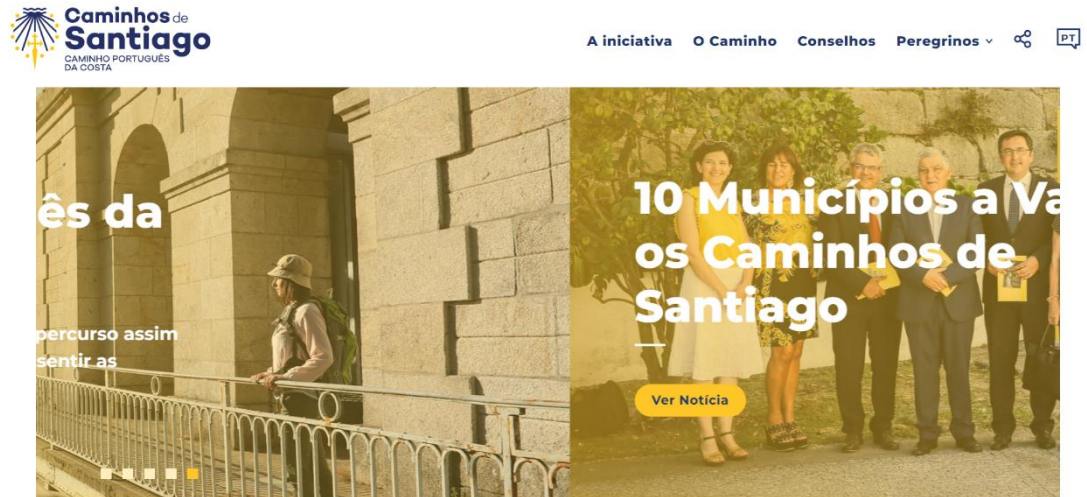 Caminhos de
Santiago
CAMINHO PORTUGUÊS
DA COSTA
A iniciativa O Caminho Conselhos Peregrinos
PT
ês da
percurso assim
sentir as
10 Municípios a Va
os Caminhos de
Santiago
Ver Notícia